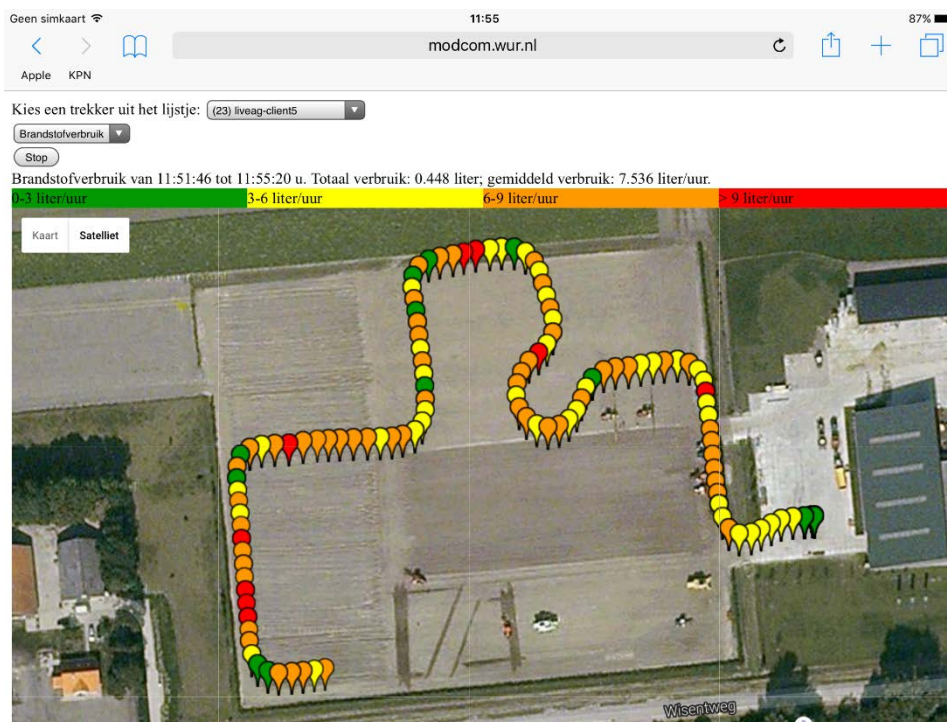 Geen simkaart 11:55 87%
modcom.wur.nl
Apple KPN
Kies een trekker uit het lijstje: (23) liveag-client5
Brandstofverbruik
Stop
Brandstofverbruik van 11:51:46 tot 11:55:20 u. Totaal verbruik: 0.448 liter; gemiddeld verbruik: 7.536 liter/uur.
0-3 liter/uur 3-6 liter/uur 6-9 liter/uur > 9 liter/uur
Kaart Satelliet
Wisentweg